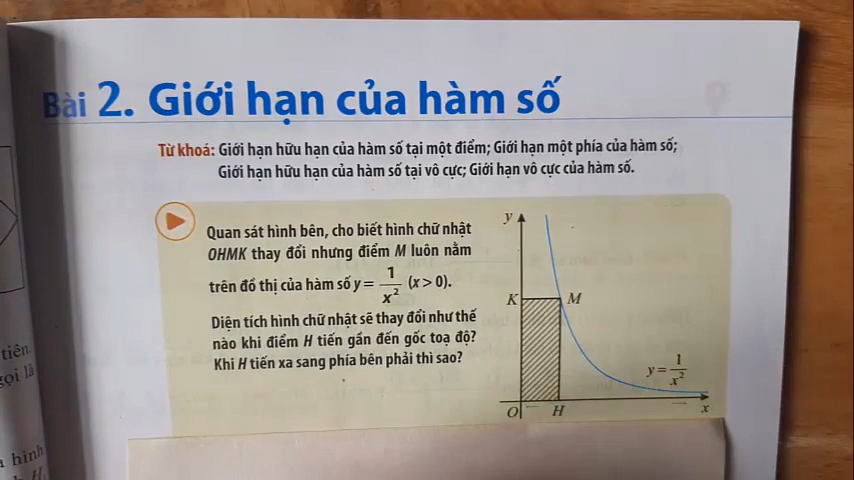 Bài 2. Giới hạn của hàm số
Từ khoá: Giới hạn hữu hạn của hàm số tại một điểm; Giới hạn một phía của hàm số;
Giới hạn hữu hạn của hàm số tại vô cực; Giới hạn vô cực của hàm số.
Quan sát hình bên, cho biết hình chữ nhật
OHMK thay đổi nhưng điểm M luôn nằm
trên đồ thị của hàm số y = 1/x² (x > 0).
Diện tích hình chữ nhật sẽ thay đổi như thế
nào khi điểm H tiến gần đến gốc toạ độ?
Khi H tiến xa sang phía bên phải thì sao?
y
K M
y = 1/x²
O H x
tiên.
gọi là
hình
H